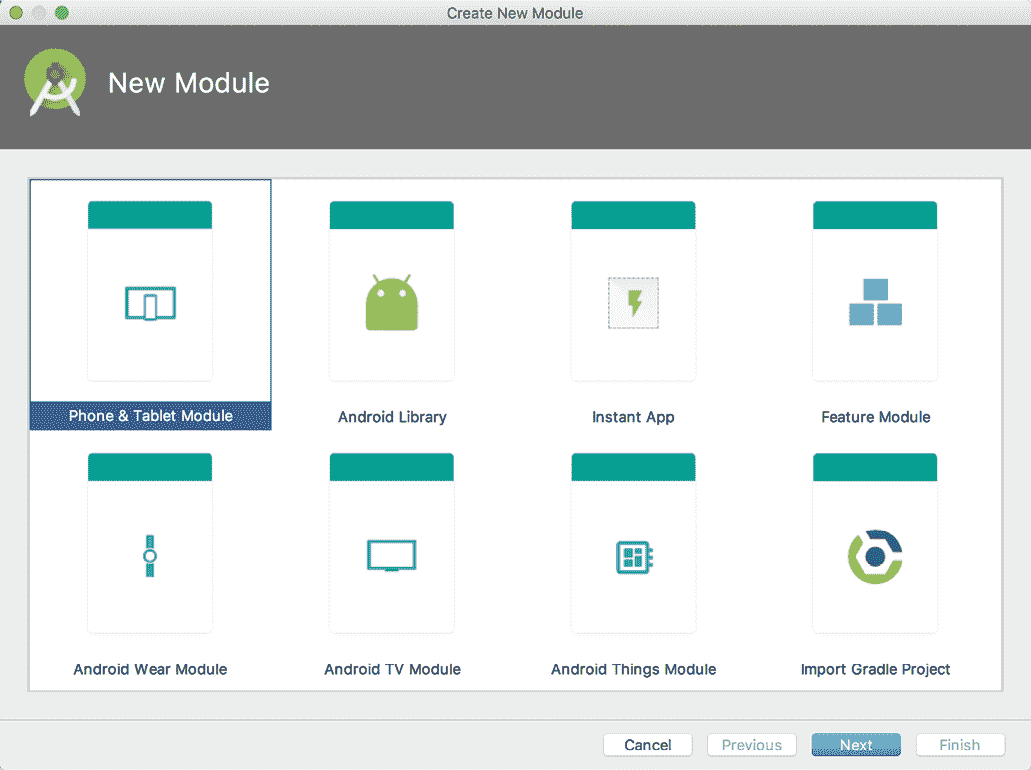 Create New Module
New Module
Phone & Tablet Module
Android Library
Instant App
Feature Module
Android Wear Module
Android TV Module
Android Things Module
Import Gradle Project
Cancel
Previous
Next
Finish